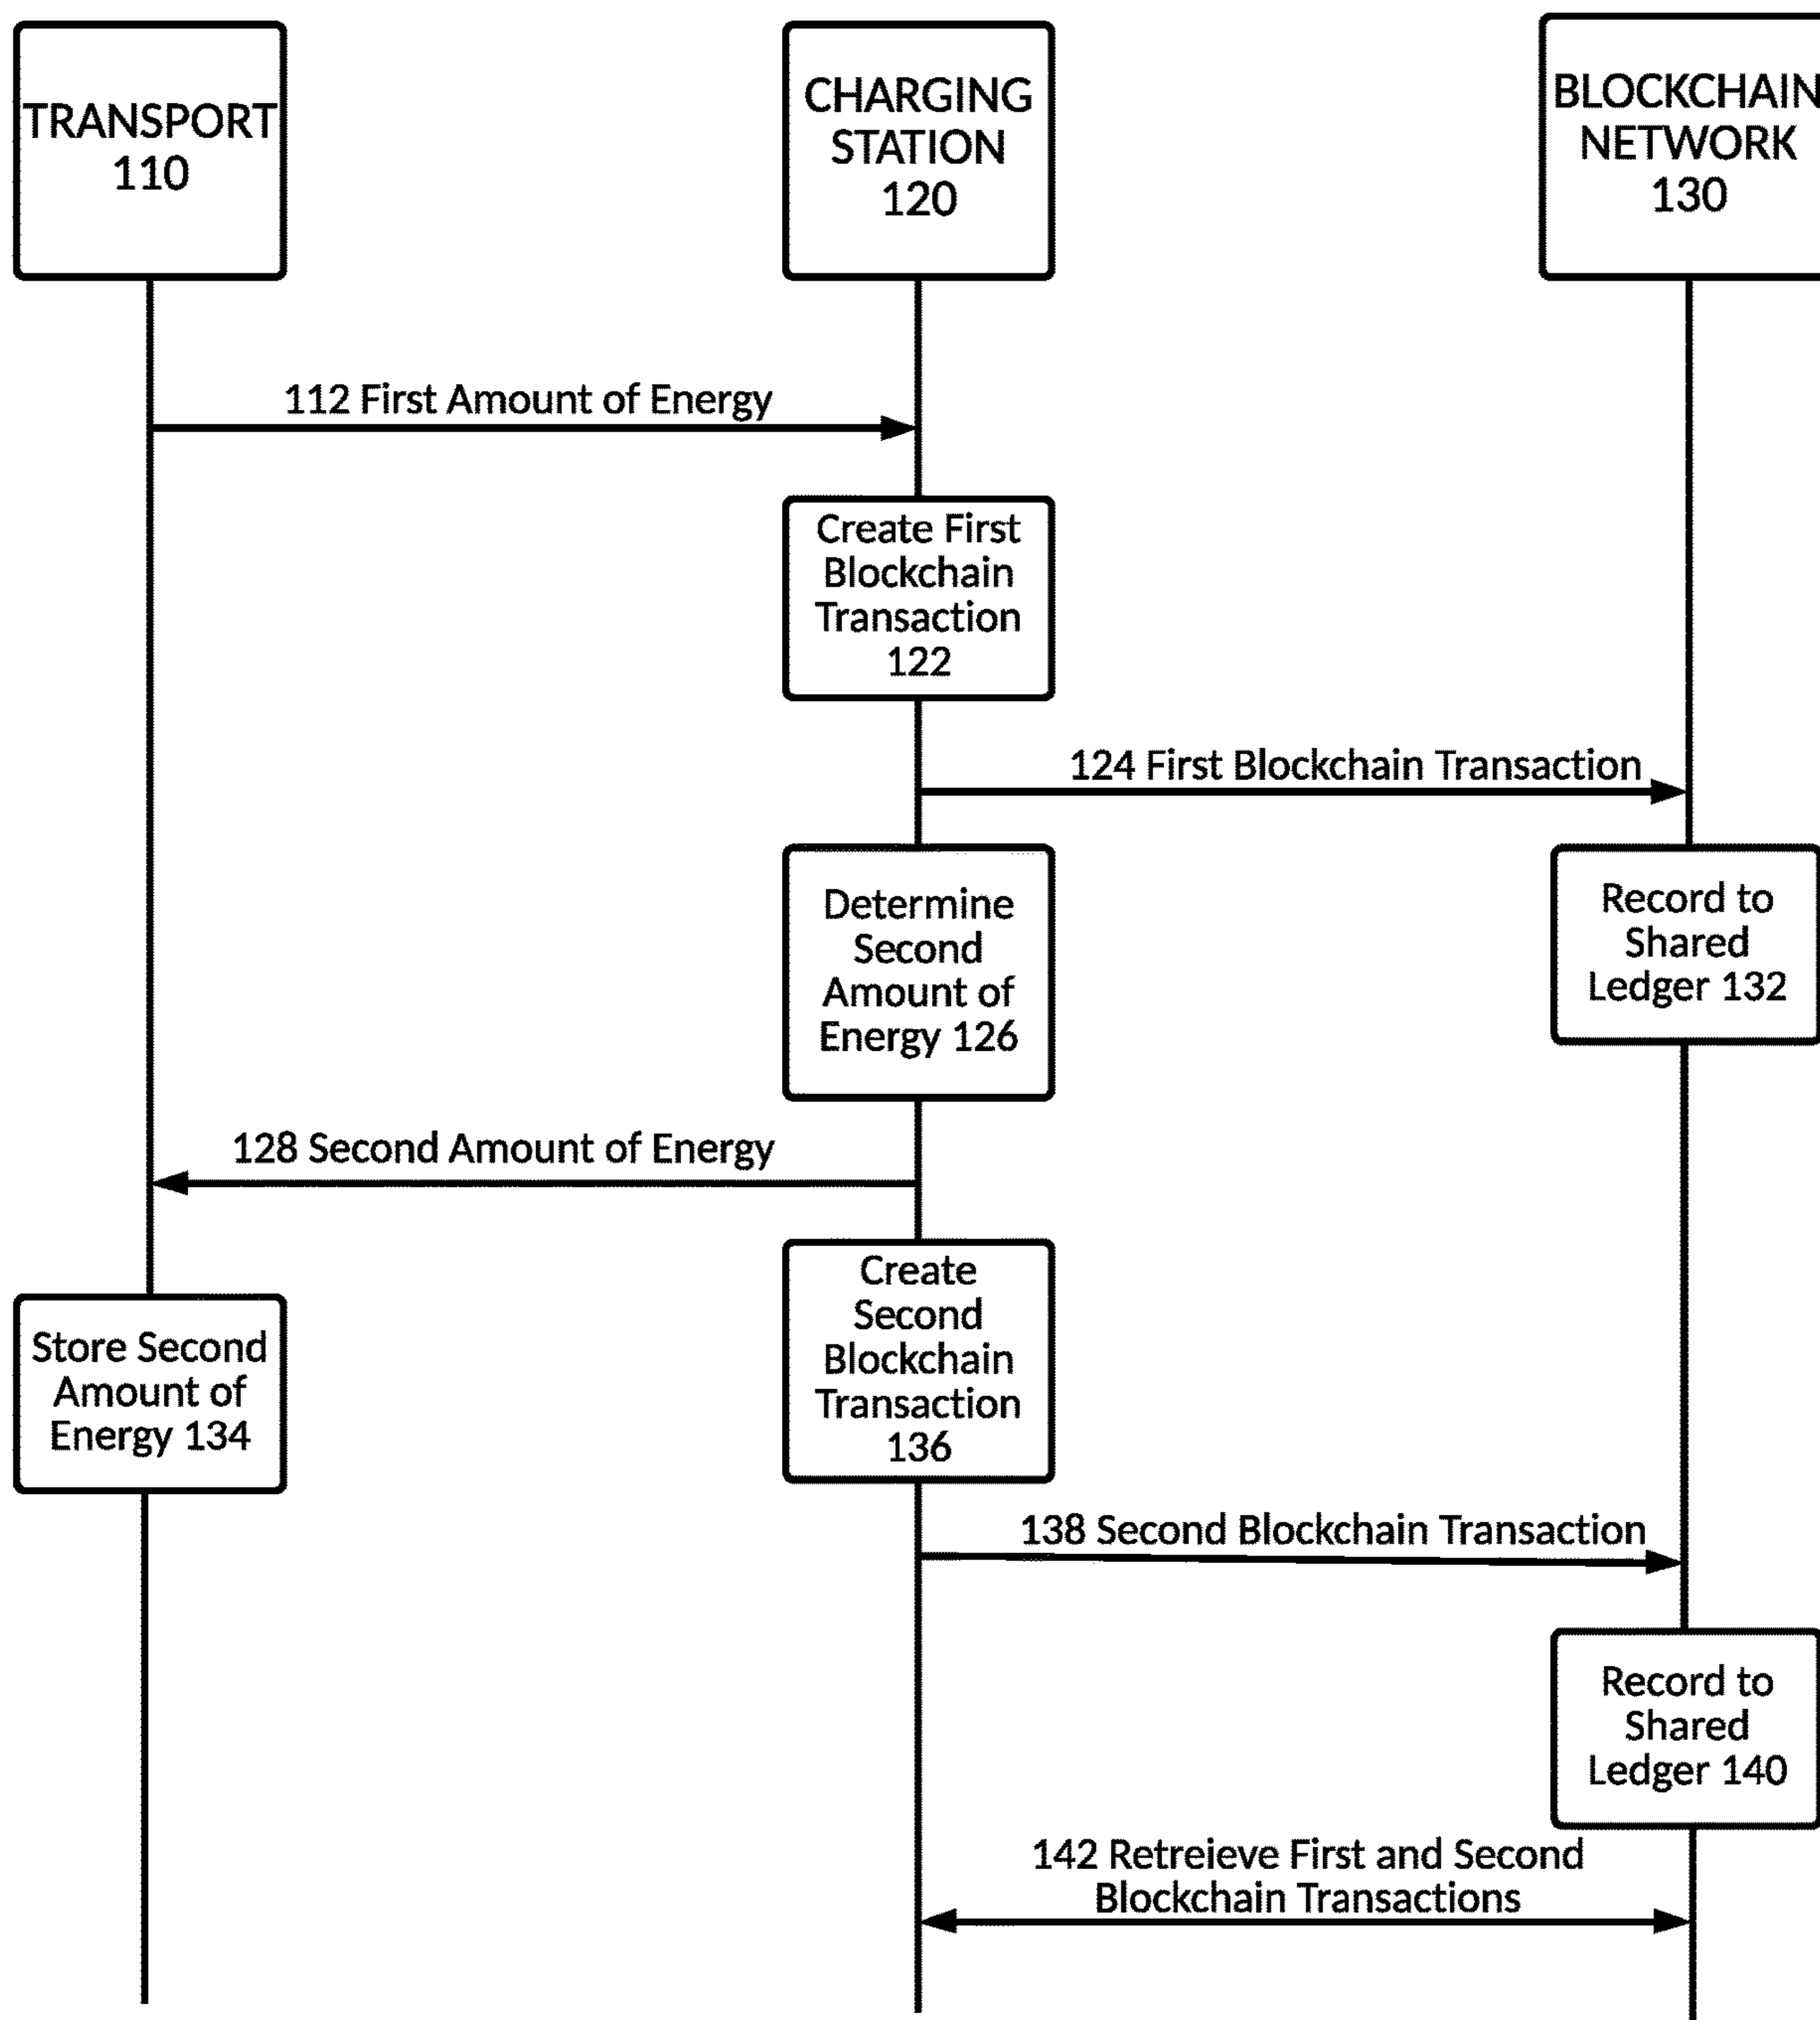 TRANSPORT
110
CHARGING
STATION
120
BLOCKCHAIN
NETWORK
130
112 First Amount of Energy
Create First
Blockchain
Transaction
122
124 First Blockchain Transaction
Determine
Second
Amount of
Energy 126
Record to
Shared
Ledger 132
128 Second Amount of Energy
Store Second
Amount of
Energy 134
Create
Second
Blockchain
Transaction
136
138 Second Blockchain Transaction
Record to
Shared
Ledger 140
142 Retreieve First and Second
Blockchain Transactions